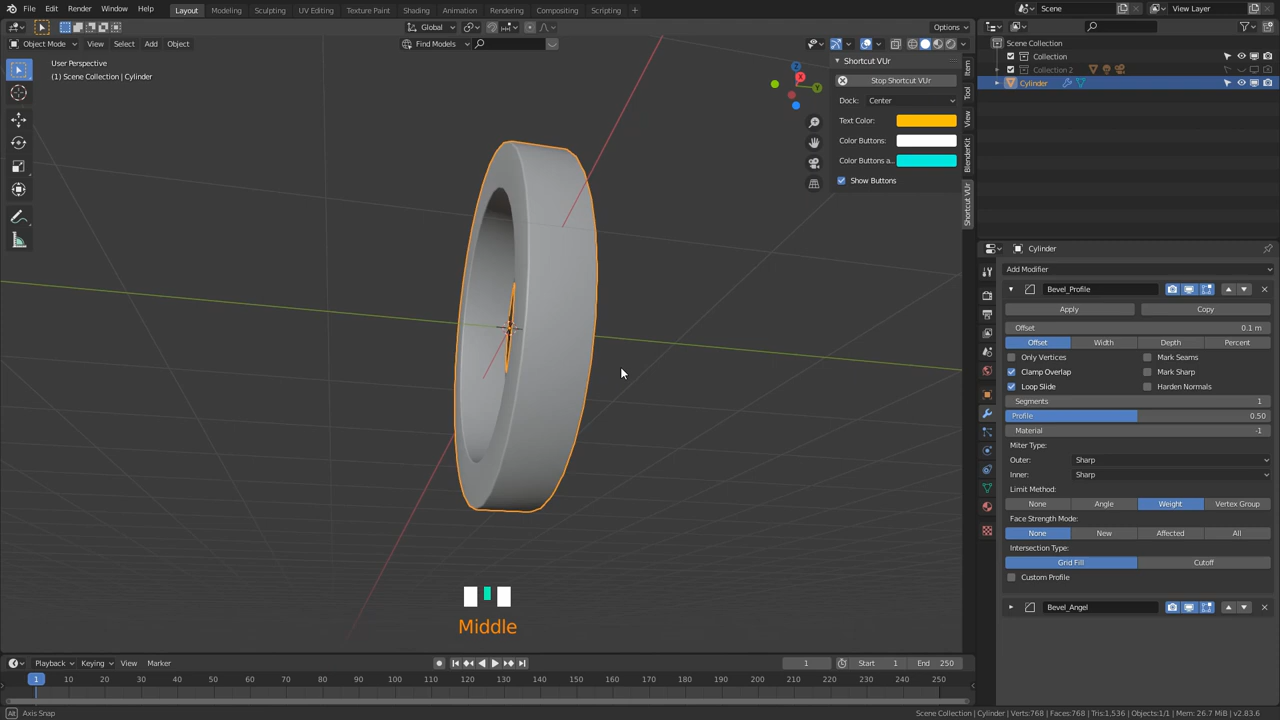 File Edit Render Window Help Layout Modeling Sculpting UV Editing Texture Paint Shading Animation Rendering Compositing Scripting + Scene View Layer
Global Options
Object Mode View Select Add Object Find Models
User Perspective
(1) Scene Collection | Cylinder
X
Y
Z
Shortcut VUr
Stop Shortcut VUr
Dock: Center
Text Color:
Color Buttons:
Color Buttons a...
Show Buttons
Item
Tool
View
BlenderKit
Shortcut VUr
Scene Collection
Collection
Collection 2
Cylinder
Cylinder
Add Modifier
Bevel_Profile
Apply Copy
Offset 0.1 m
Offset Width Depth Percent
Only Vertices Mark Seams
Clamp Overlap Mark Sharp
Loop Slide Harden Normals
Segments 1
Profile 0.50
Material -1
Miter Type:
Outer: Sharp
Inner: Sharp
Limit Method:
None Angle Weight Vertex Group
Face Strength Mode:
None New Affected All
Intersection Type:
Grid Fill Cutoff
Custom Profile
Bevel_Angel
Middle
Playback Keying View Marker 1 Start 1 End 250
1 10 20 30 40 50 60 70 80 90 100 110 120 130 140 150 160 170 180 190 200 210 220 230 240 250
Alt Axis Snap Scene Collection | Cylinder | Verts:768 | Faces:768 | Tris:1,536 | Objects:1/1 | Mem: 26.7 MiB | v2.83.6